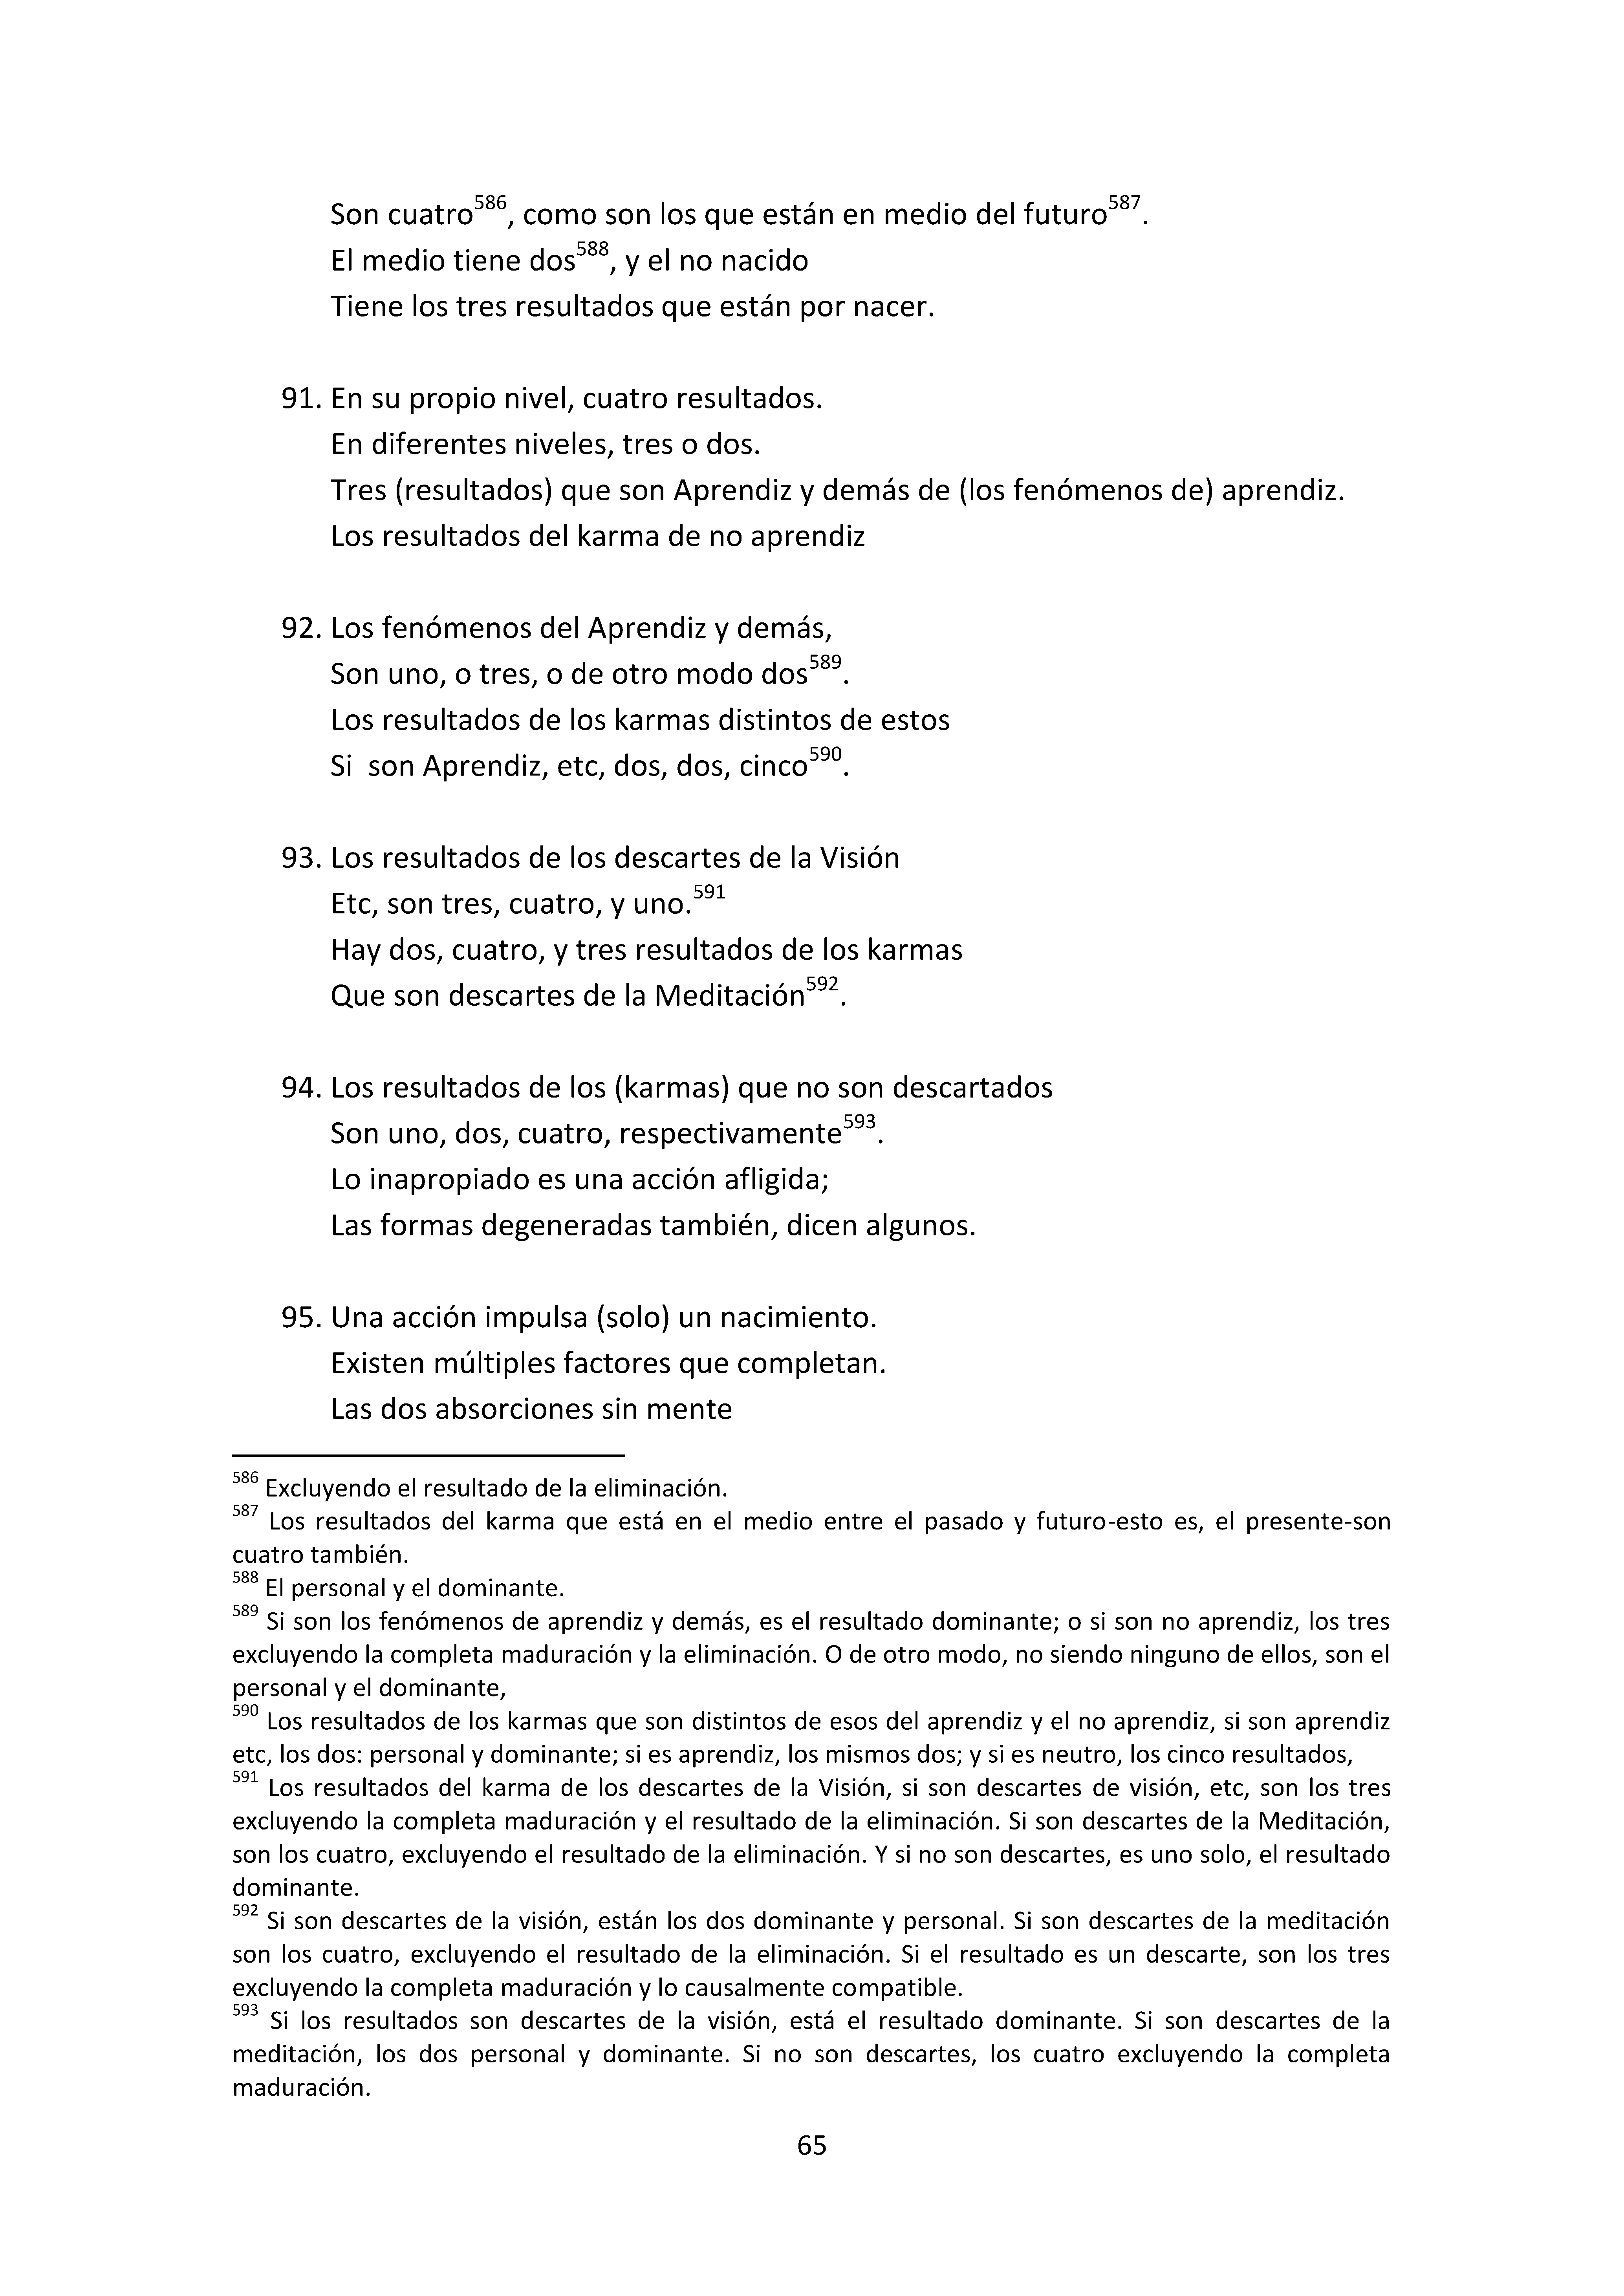 Son cuatro586, como son los que están en medio del futuro587.
El medio tiene dos588, y el no nacido
Tiene los tres resultados que están por nacer.
91. En su propio nivel, cuatro resultados.
En diferentes niveles, tres o dos.
Tres (resultados) que son Aprendiz y demás de (los fenómenos de) aprendiz.
Los resultados del karma de no aprendiz
92. Los fenómenos del Aprendiz y demás,
Son uno, o tres, o de otro modo dos589.
Los resultados de los karmas distintos de estos
Si  son Aprendiz, etc, dos, dos, cinco590.
93. Los resultados de los descartes de la Visión
Etc, son tres, cuatro, y uno.591
Hay dos, cuatro, y tres resultados de los karmas
Que son descartes de la Meditación592.
94. Los resultados de los (karmas) que no son descartados
Son uno, dos, cuatro, respectivamente593.
Lo inapropiado es una acción afligida;
Las formas degeneradas también, dicen algunos.
95. Una acción impulsa (solo) un nacimiento.
Existen múltiples factores que completan.
Las dos absorciones sin mente
586 Excluyendo el resultado de la eliminación.
587 Los resultados del karma que está en el medio entre el pasado y futuro-esto es, el presente-son
cuatro también.
588 El personal y el dominante.
589 Si son los fenómenos de aprendiz y demás, es el resultado dominante; o si son no aprendiz, los tres
excluyendo la completa maduración y la eliminación. O de otro modo, no siendo ninguno de ellos, son el
personal y el dominante,
590 Los resultados de los karmas que son distintos de esos del aprendiz y el no aprendiz, si son aprendiz
etc, los dos: personal y dominante; si es aprendiz, los mismos dos; y si es neutro, los cinco resultados,
591 Los resultados del karma de los descartes de la Visión, si son descartes de visión, etc, son los tres
excluyendo la completa maduración y el resultado de la eliminación. Si son descartes de la Meditación,
son los cuatro, excluyendo el resultado de la eliminación. Y si no son descartes, es uno solo, el resultado
dominante.
592 Si son descartes de la visión, están los dos dominante y personal. Si son descartes de la meditación
son los cuatro, excluyendo el resultado de la eliminación. Si el resultado es un descarte, son los tres
excluyendo la completa maduración y lo causalmente compatible.
593 Si los resultados son descartes de la visión, está el resultado dominante. Si son descartes de la
meditación, los dos personal y dominante. Si no son descartes, los cuatro excluyendo la completa
maduración.
65